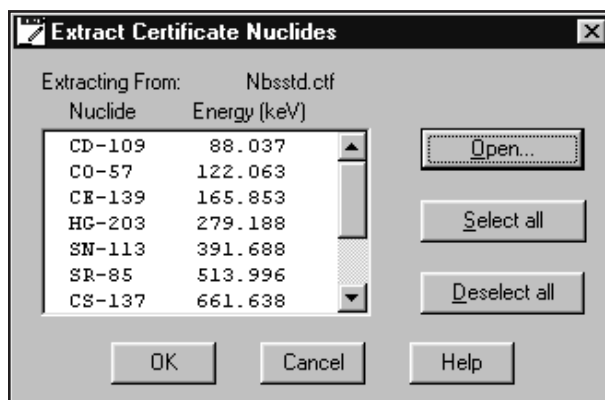 Extract Certificate Nuclides
Extracting From: Nbsstd.ctf
Nuclide Energy (keV)
CD-109 88.037
CO-57 122.063
CE-139 165.853
HG-203 279.188
SN-113 391.688
SR-85 513.996
CS-137 661.638
Open...
Select all
Deselect all
OK Cancel Help